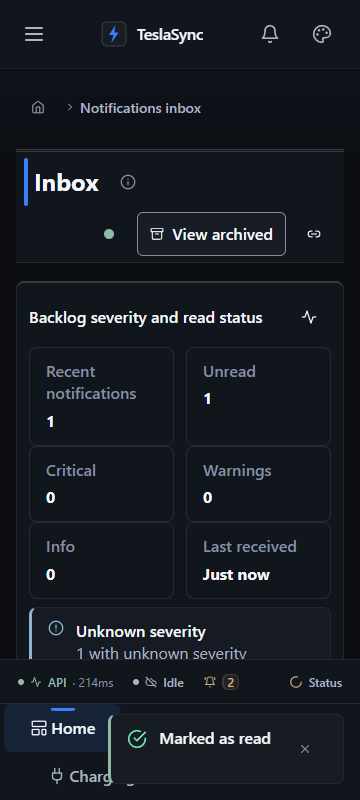 TeslaSync
Notifications inbox
Inbox
View archived
Backlog severity and read status
Recent notifications
1
Unread
1
Critical
0
Warnings
0
Info
0
Last received
Just now
Unknown severity
1 with unknown severity
API · 214ms
Idle
2
Status
Home
Marked as read